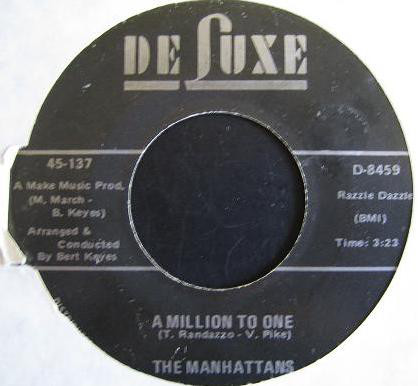 DE LUXE
45-137
A Make Music Prod.
(M. March -
B. Keyes)
Arranged &
Conducted
By Bert Keyes
D-8459
Razzle Dazzle
(BMI)
Time: 3:23
A MILLION TO ONE
(T. Randazzo - V. Pike)
THE MANHATTANS